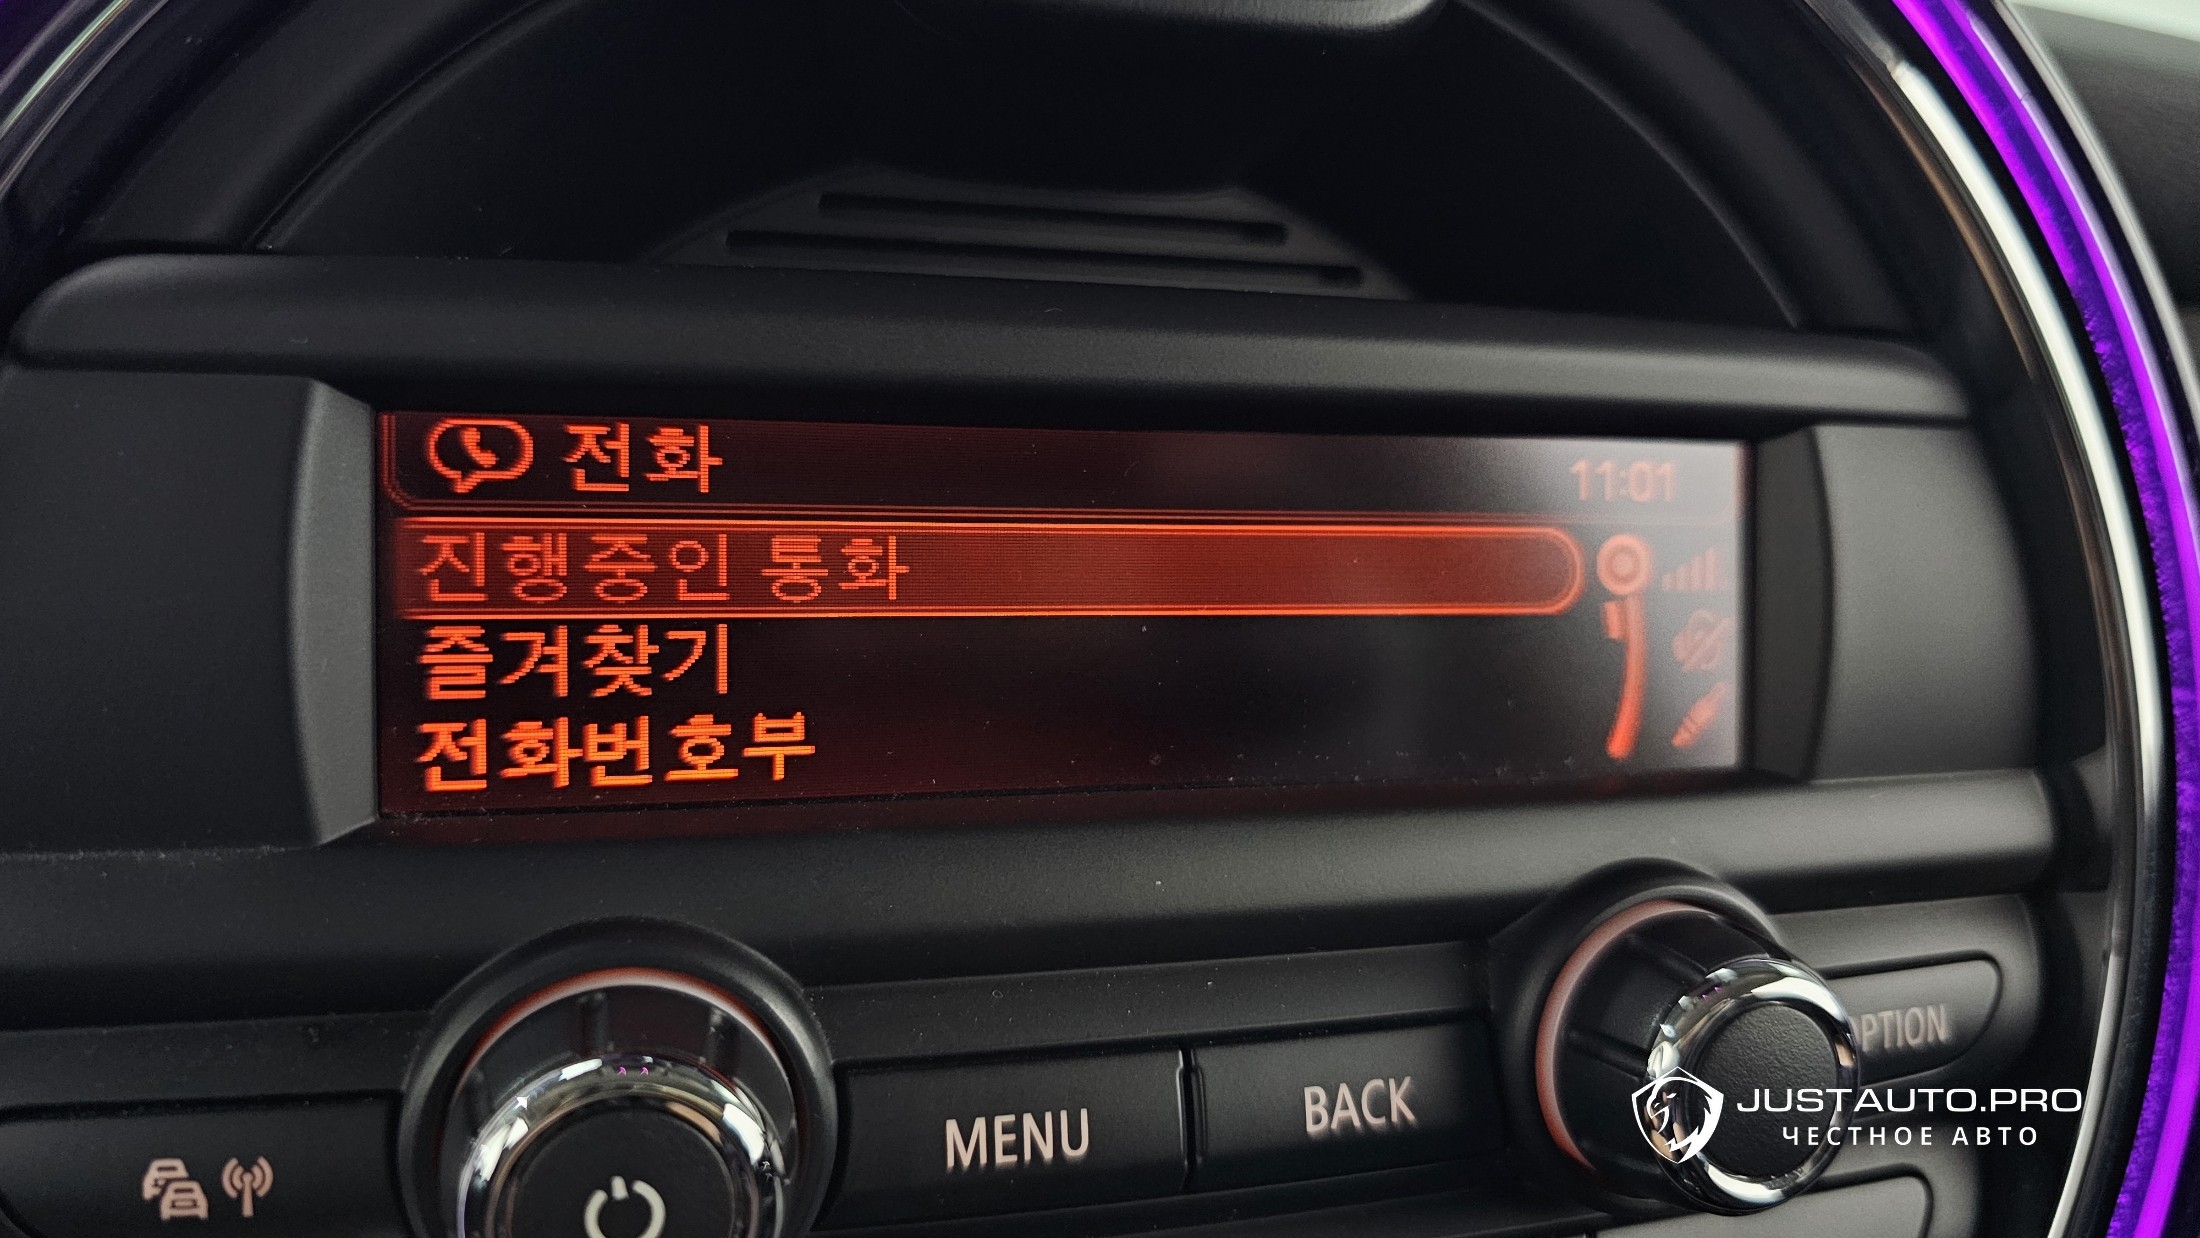 전화
11:01
진행중인 통화
즐겨찾기
전화번호부
MENU
BACK
OPTION
JUSTAUTO.PRO
ЧЕСТНОЕ АВТО